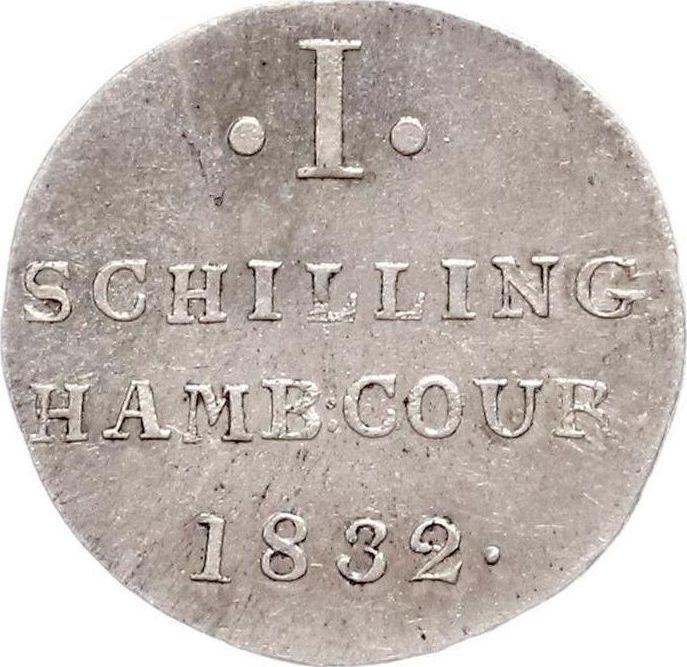 · I ·
SCHILLING
HAMB:COUR
1832·